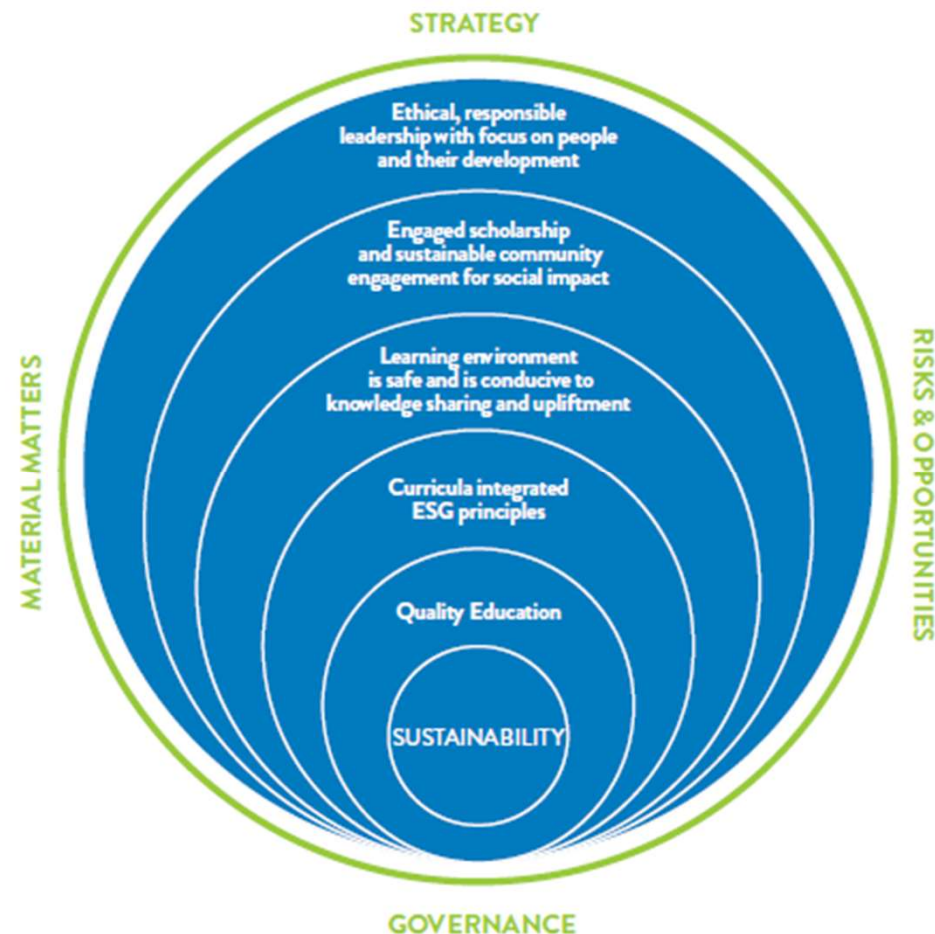 STRATEGY
Ethical, responsible
leadership with focus on people
and their development
Engaged scholarship
and sustainable community
engagement for social impact
Learning environment
is safe and is conducive to
knowledge sharing and upliftment
Curricula integrated
ESG principles
Quality Education
SUSTAINABILITY
MATERIAL MATTERS
RISKS & OPPORTUNITIES
GOVERNANCE